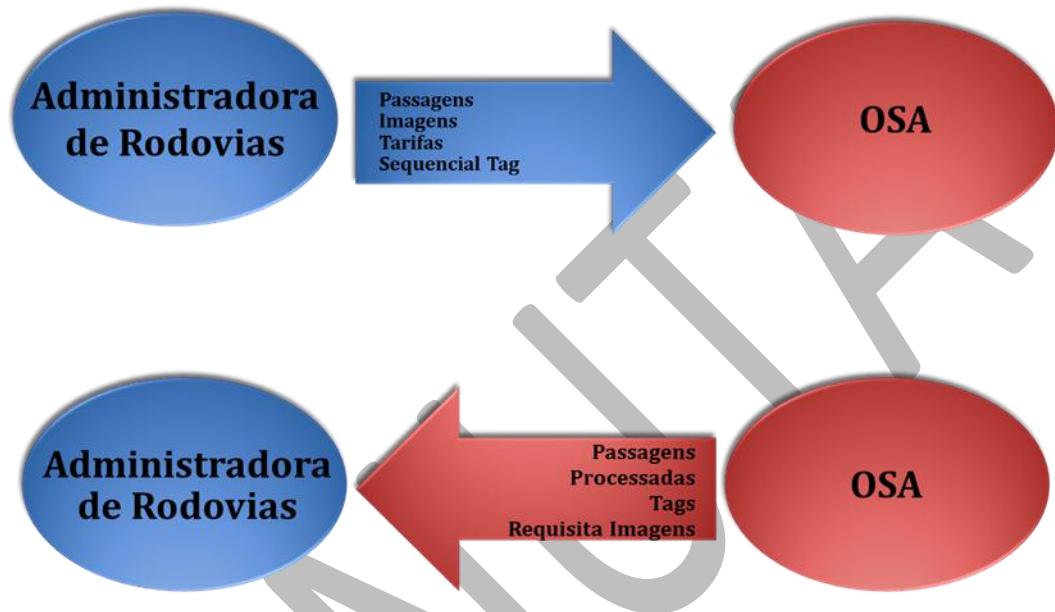 Administradora
de Rodovias
Passagens
Imagens
Tarifas
Sequencial Tag
OSA
Administradora
de Rodovias
Passagens
Processadas
Tags
Requisita Imagens
OSA